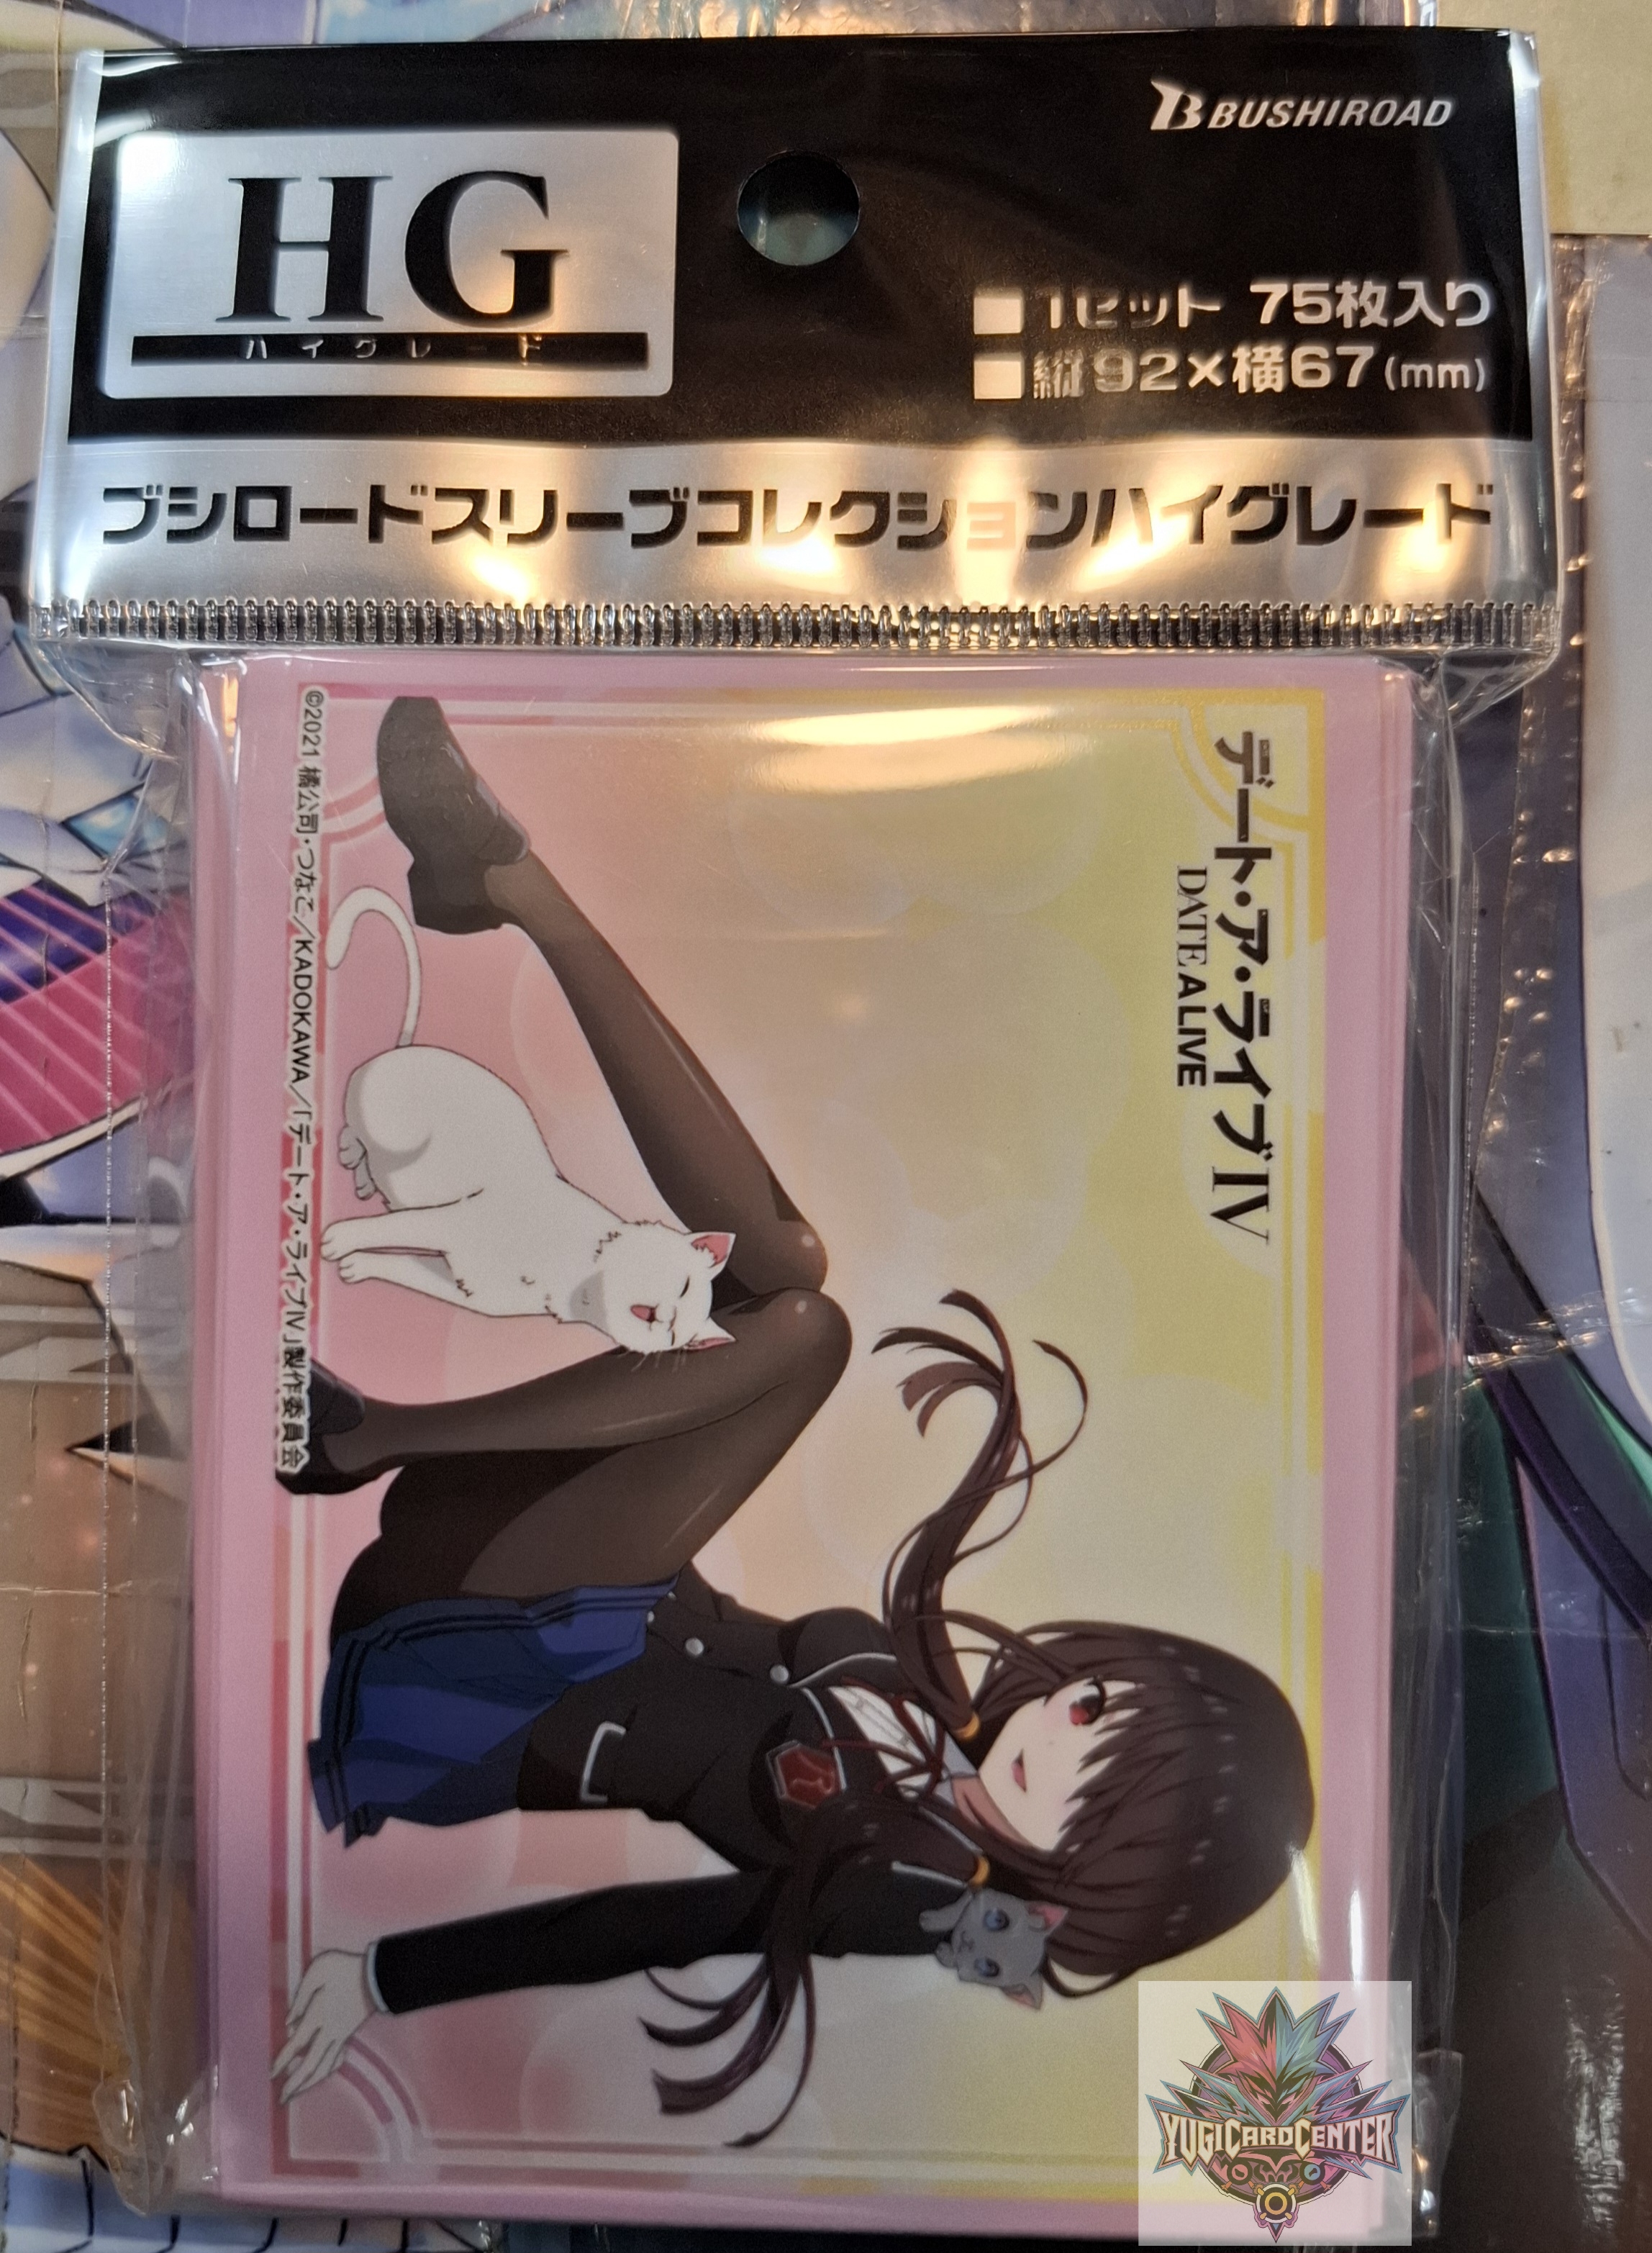 BUSHIROAD
HG
ハイグレード
1セット 75枚入り
縦92×横67(mm)
ブシロードスリーブコレクションハイグレード
デート・ア・ライブIV
DATE A LIVE
©2021 橘公司・つなこ／KADOKAWA／「デート・ア・ライブIV」製作委員会
YUGICARDCENTER